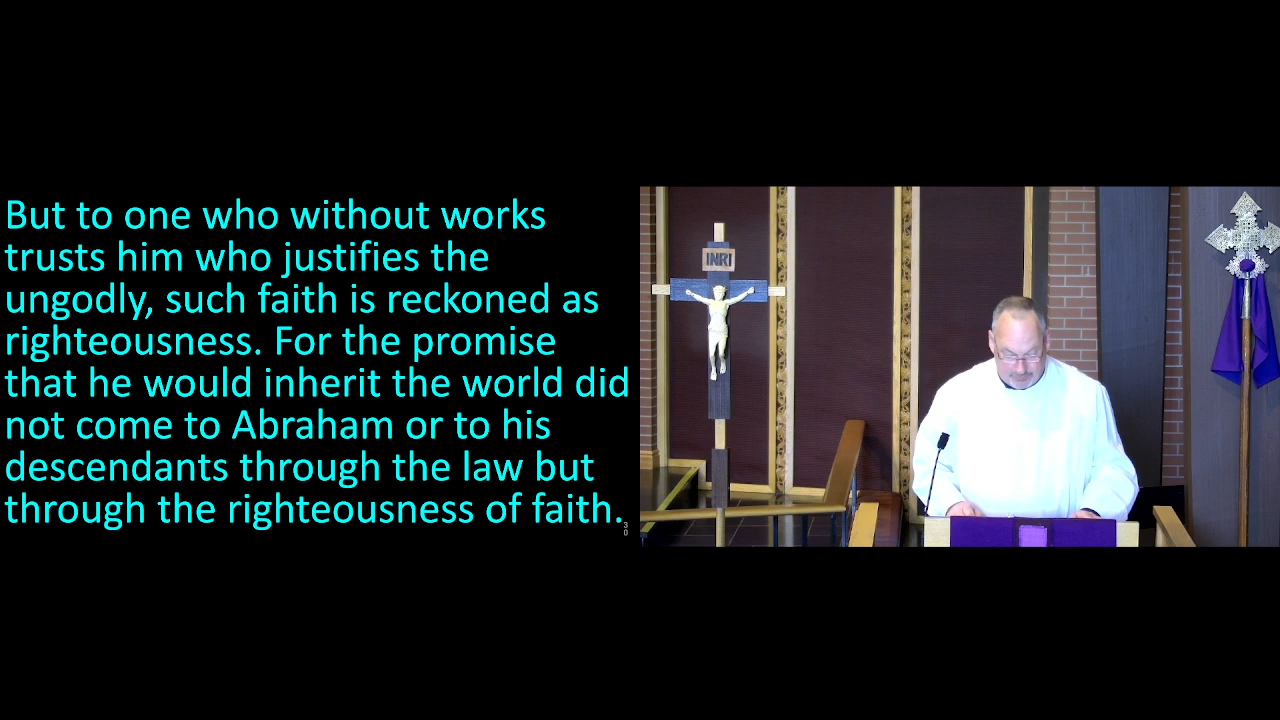 But to one who without works
trusts him who justifies the
ungodly, such faith is reckoned as
righteousness. For the promise
that he would inherit the world did
not come to Abraham or to his
descendants through the law but
through the righteousness of faith.
3
0
INRI